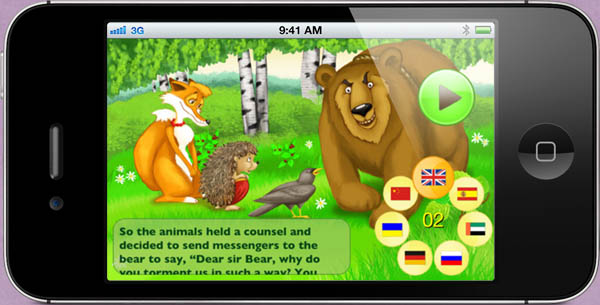 3G
9:41 AM
02
So the animals held a counsel and
decided to send messengers to the
bear to say, “Dear sir Bear, why do
you torment us in such a way? You